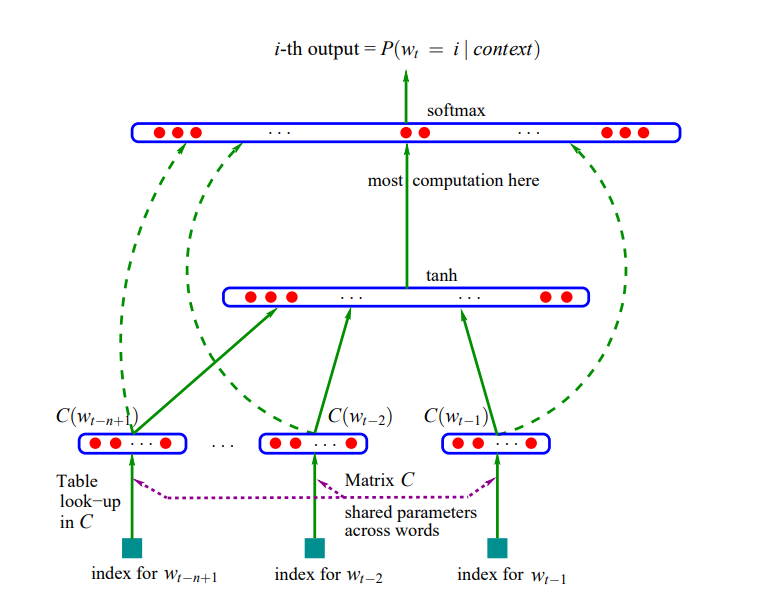 i-th output = P(w_t = i | context)
softmax
. . .
. . .
most computation here
tanh
. . .
. . .
C(w_{t−n+1})
C(w_{t−2})
C(w_{t−1})
. . .
. . .
. . .
. . .
Table
look−up
in C
Matrix C
shared parameters
across words
index for w_{t−n+1}
index for w_{t−2}
index for w_{t−1}